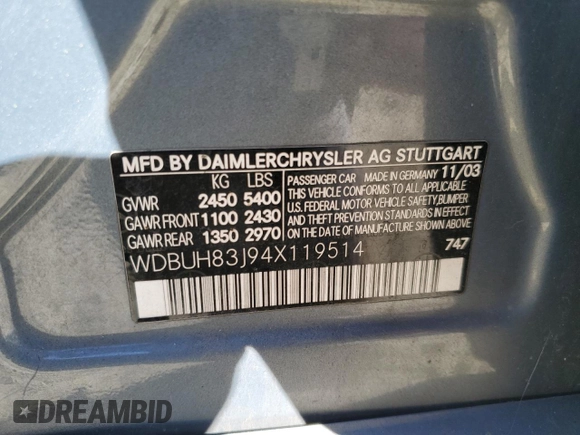 MFD BY DAIMLERCHRYSLER AG STUTTGART
KG LBS
GVWR 2450 5400
GAWR FRONT 1100 2430
GAWR REAR 1350 2970
PASSENGER CAR MADE IN GERMANY 11/03
THIS VEHICLE CONFORMS TO ALL APPLICABLE
U.S. FEDERAL MOTOR VEHICLE SAFETY, BUMPER
AND THEFT PREVENTION STANDARDS IN EFFECT
ON THE DATE OF MANUFACTURE SHOWN ABOVE.
WDBUH83J94X119514
747
DREAMBID